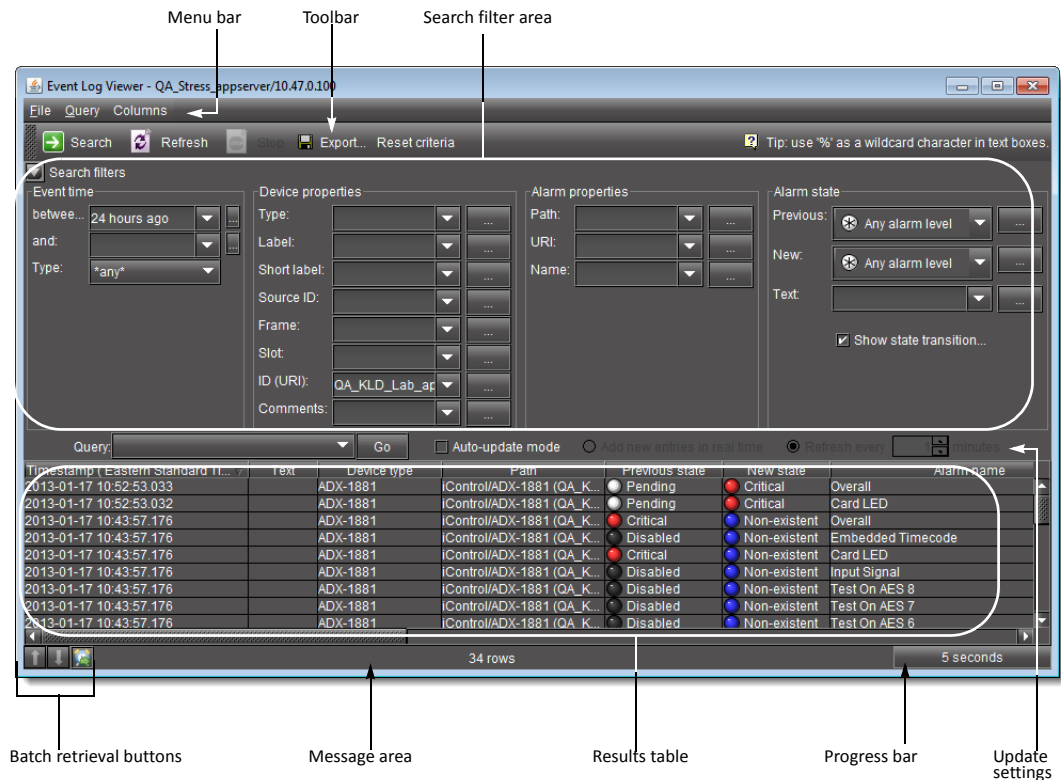 Menu bar Toolbar Search filter area
Event Log Viewer - QA_Stress_appserver/10.47.0.100
File Query Columns
Search Refresh Stop Export... Reset criteria Tip: use '%' as a wildcard character in text boxes.
Search filters
Event time Device properties Alarm properties Alarm state
betwee... 24 hours ago ... Type: ... Path: ... Previous: Any alarm level ...
and: ... Label: ... URI: ... New: Any alarm level ...
Type: *any* Short label: ... Name: ... Text: ...
Source ID: ...
Frame: ...
Slot: ... Show state transition...
ID (URI): QA_KLD_Lab_ap ...
Comments: ...
Query: Go Auto-update mode Add new entries in real time Refresh every 1 minutes
Timestamp ( Eastern Standard Ti... Text Device type Path Previous state New state Alarm name
2013-01-17 10:52:53.033 ADX-1881 iControl/ADX-1881 (QA_K... Pending Critical Overall
2013-01-17 10:52:53.032 ADX-1881 iControl/ADX-1881 (QA_K... Pending Critical Card LED
2013-01-17 10:43:57.176 ADX-1881 iControl/ADX-1881 (QA_K... Critical Non-existent Overall
2013-01-17 10:43:57.176 ADX-1881 iControl/ADX-1881 (QA_K... Disabled Non-existent Embedded Timecode
2013-01-17 10:43:57.176 ADX-1881 iControl/ADX-1881 (QA_K... Critical Non-existent Card LED
2013-01-17 10:43:57.176 ADX-1881 iControl/ADX-1881 (QA_K... Disabled Non-existent Input Signal
2013-01-17 10:43:57.176 ADX-1881 iControl/ADX-1881 (QA_K... Disabled Non-existent Test On AES 8
2013-01-17 10:43:57.176 ADX-1881 iControl/ADX-1881 (QA_K... Disabled Non-existent Test On AES 7
2013-01-17 10:43:57.176 ADX-1881 iControl/ADX-1881 (QA_K... Disabled Non-existent Test On AES 6
34 rows 5 seconds
Batch retrieval buttons Message area Results table Progress bar Update
settings